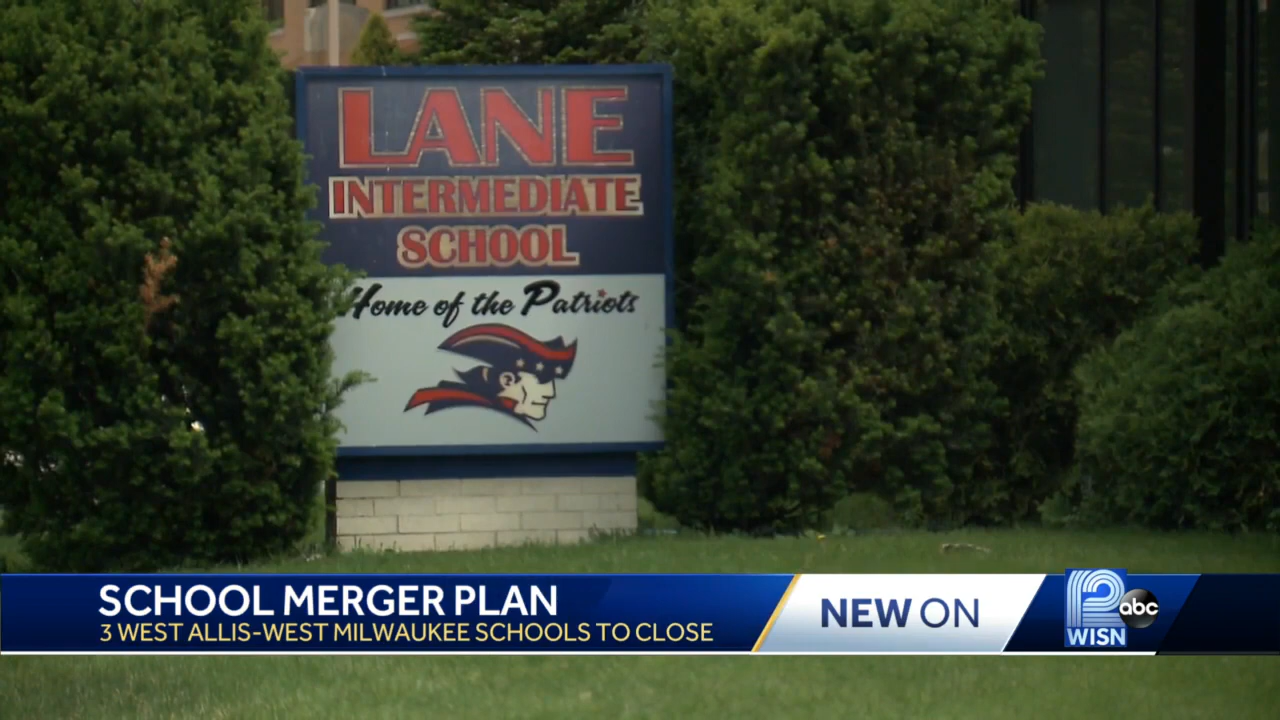 LANE
INTERMEDIATE
SCHOOL
Home of the Patriots
SCHOOL MERGER PLAN
3 WEST ALLIS-WEST MILWAUKEE SCHOOLS TO CLOSE
NEW ON
12
abc
WISN